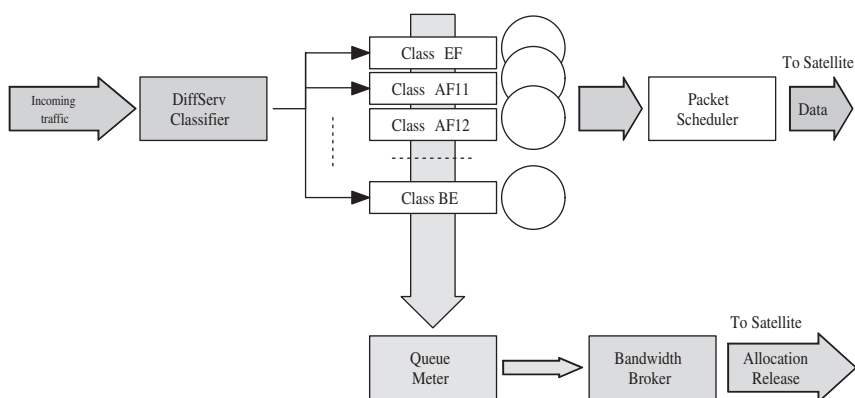 Incoming
traffic
DiffServ
Classifier
Class EF
Class AF11
Class AF12
Class BE
Packet
Scheduler
To Satellite
Data
Queue
Meter
Bandwidth
Broker
To Satellite
Allocation
Release